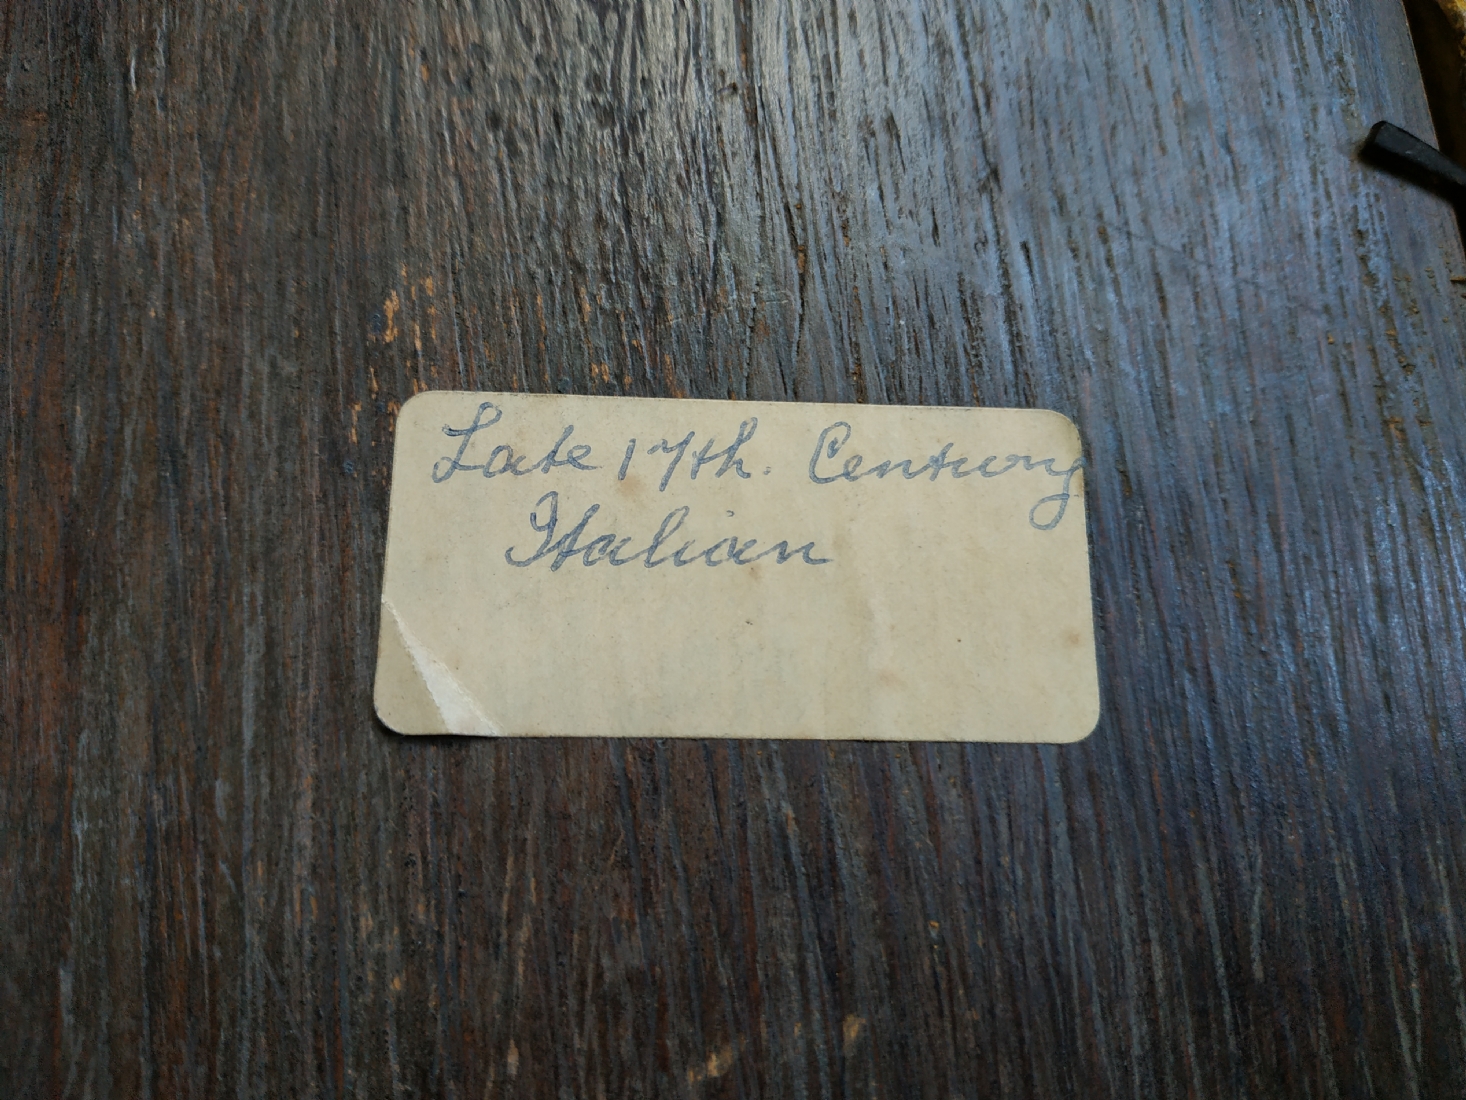 Late 17th. Century
Italian